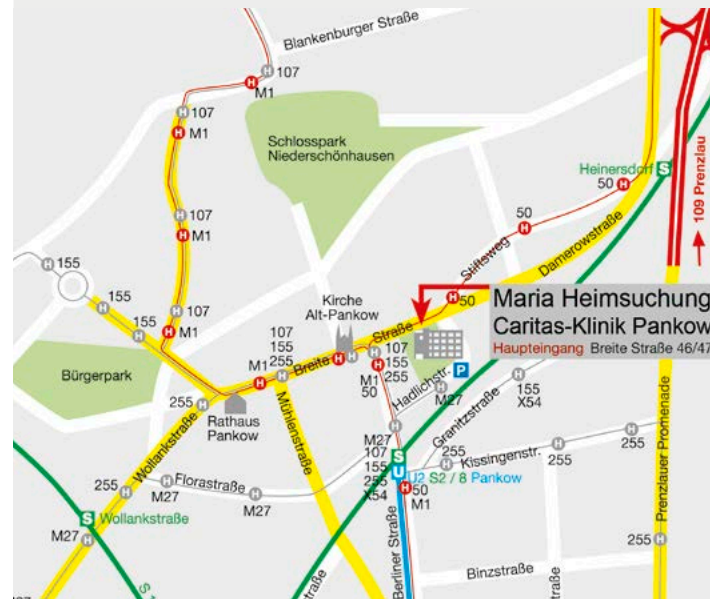 Blankenburger Straße
107
M1
107
M1
Schlosspark
Niederschönhausen
Heinersdorf
S
50
109 Prenzlau
50
107
M1
Stiftsweg
Damerowstraße
155
155
155
107
M1
Kirche
Alt-Pankow
50
Maria Heimsuchung
Caritas-Klinik Pankow
Haupteingang Breite Straße 46/47
107
155
255
Breite
Straße
M1
107
155
255
M1
50
Bürgerpark
Hadlichstr.
P
M27
155
X54
255
Rathaus
Pankow
Mühlenstraße
Granitzstraße
Wollankstraße
M27
107
155
255
X54
S
U
U2 S2 / 8 Pankow
Kissingenstr.
255
255
255
Florastraße
M27
M27
255
50
M1
S
Wollankstraße
M27
Prenzlauer Promenade
255
Berliner Straße
Binzstraße
straße
straße
S 1